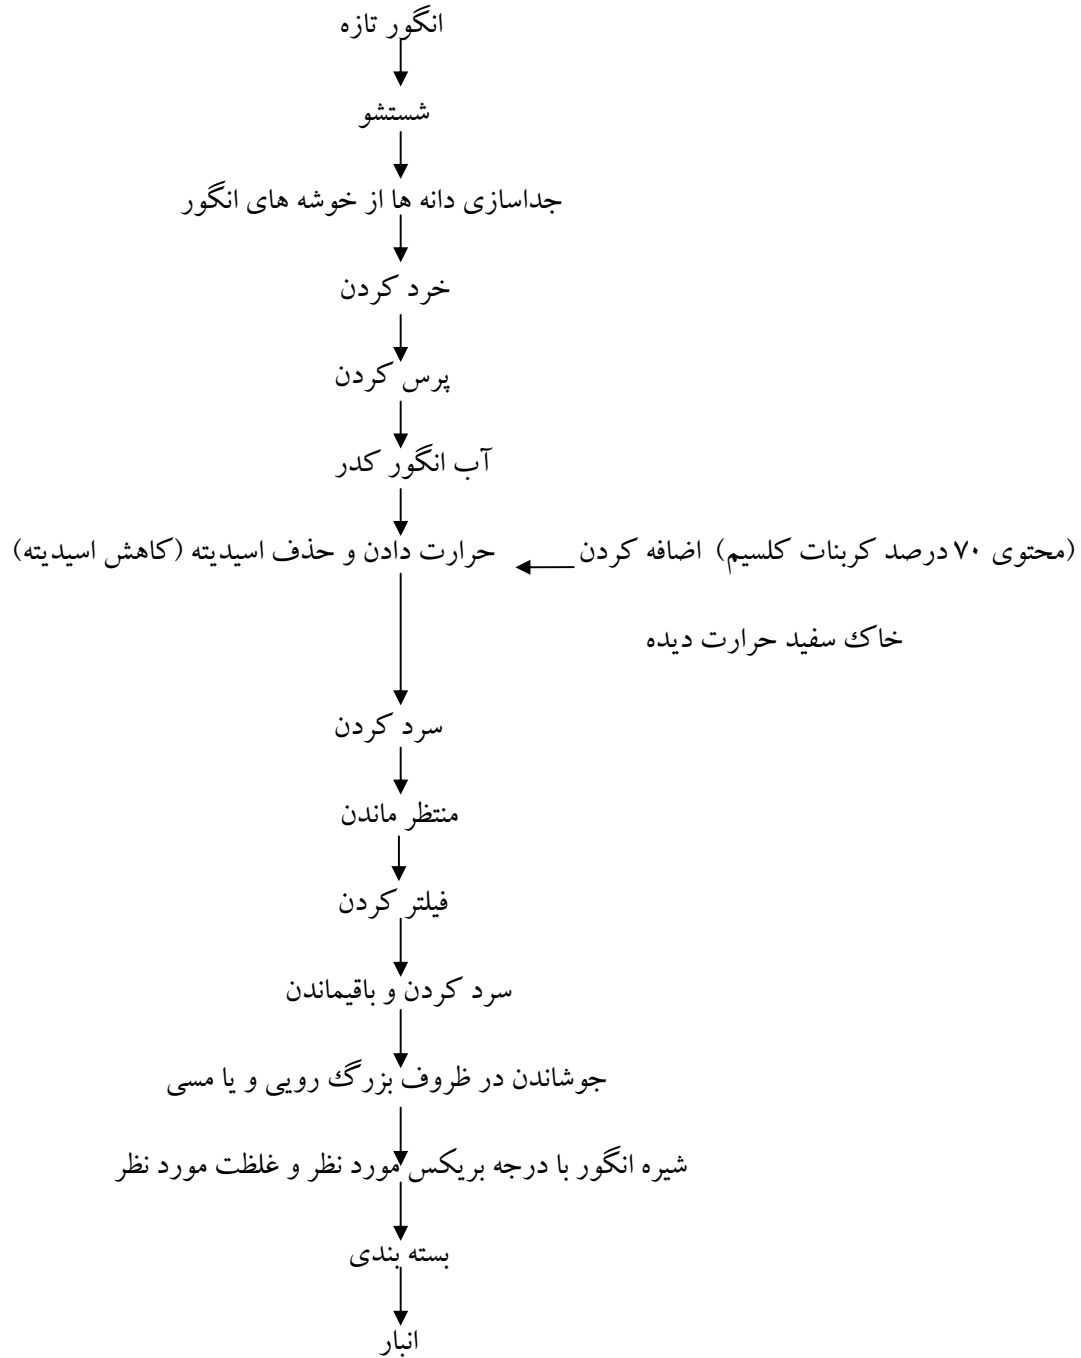 انگور تازه
شستشو
جداسازی دانه ها از خوشه های انگور
خرد کردن
پرس کردن
آب انگور کدر
(محتوی ۷۰ درصد کربنات کلسیم) اضافه کردن حرارت دادن و حذف اسیدیته (کاهش اسیدیته)
خاک سفید حرارت دیده
سرد کردن
منتظر ماندن
فیلتر کردن
سرد کردن و باقیماندن
جوشاندن در ظروف بزرگ رویی و یا مسی
شیره انگور با درجه بریکس مورد نظر و غلظت مورد نظر
بسته بندی
انبار